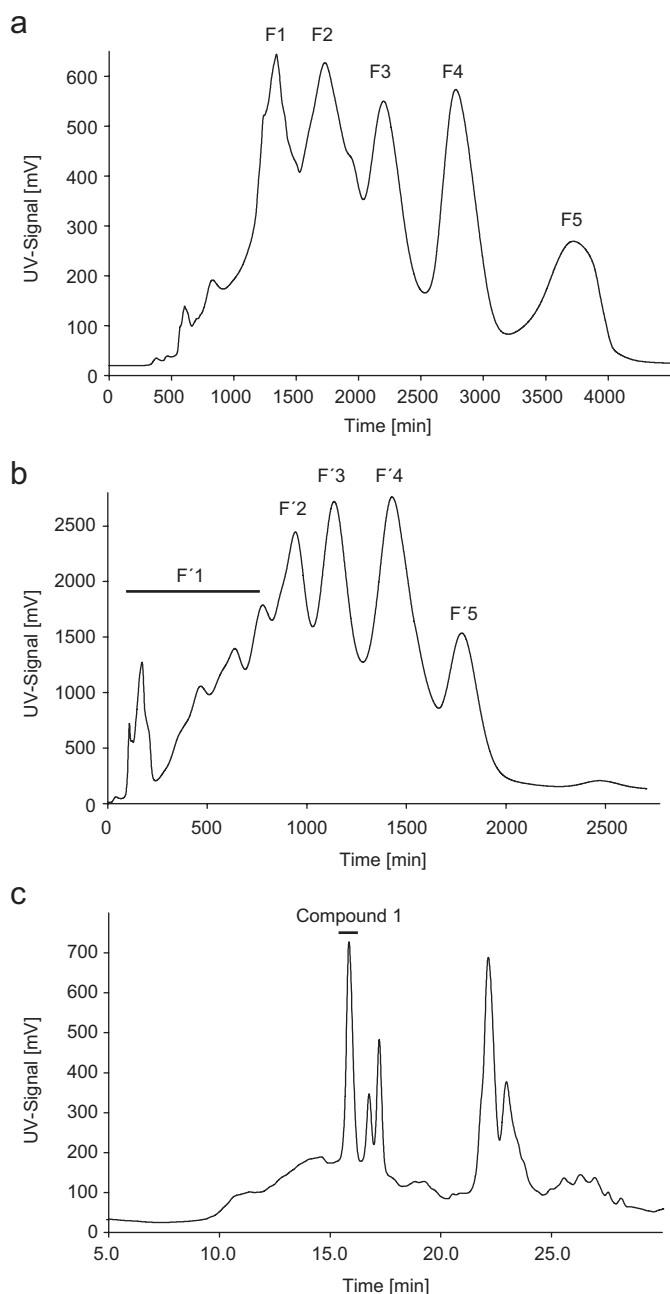 a
F1 F2 F3 F4 F5
UV-Signal [mV]
600
500
400
300
200
100
0
0 500 1000 1500 2000 2500 3000 3500 4000
Time [min]
b
F´1 F´2 F´3 F´4 F´5
UV-Signal [mV]
2500
2000
1500
1000
500
0
0 500 1000 1500 2000 2500
Time [min]
c
Compound 1
UV-Signal [mV]
700
600
500
400
300
200
100
0
5.0 10.0 15.0 20.0 25.0
Time [min]